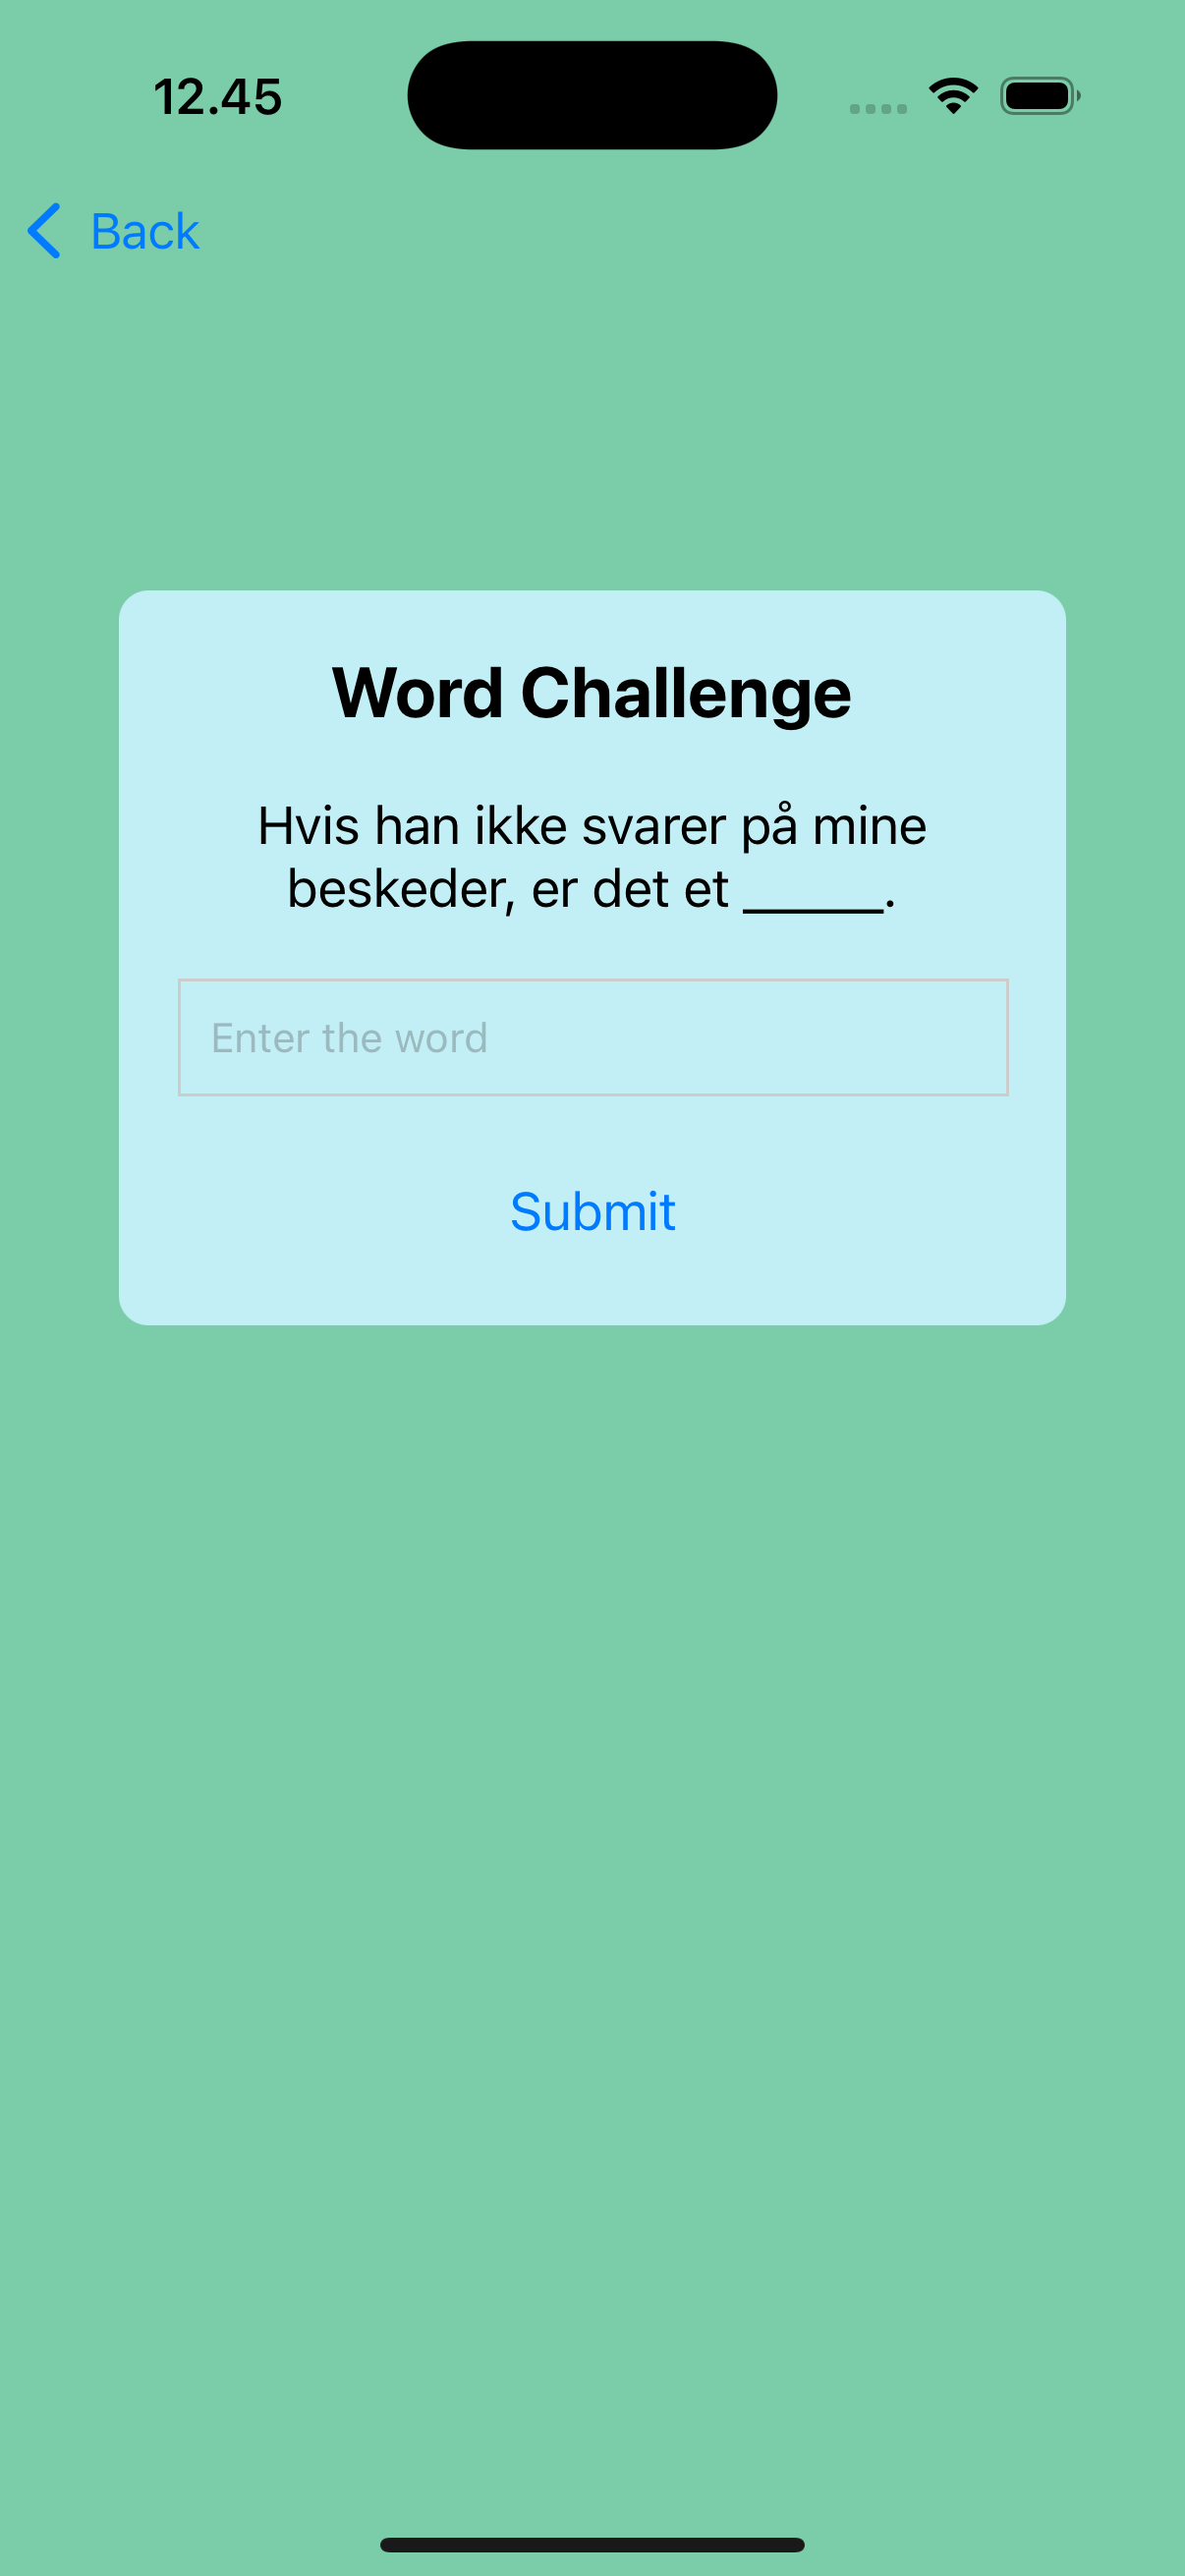 12.45
Back
Word Challenge
Hvis han ikke svarer på mine
beskeder, er det et ______.
Enter the word
Submit